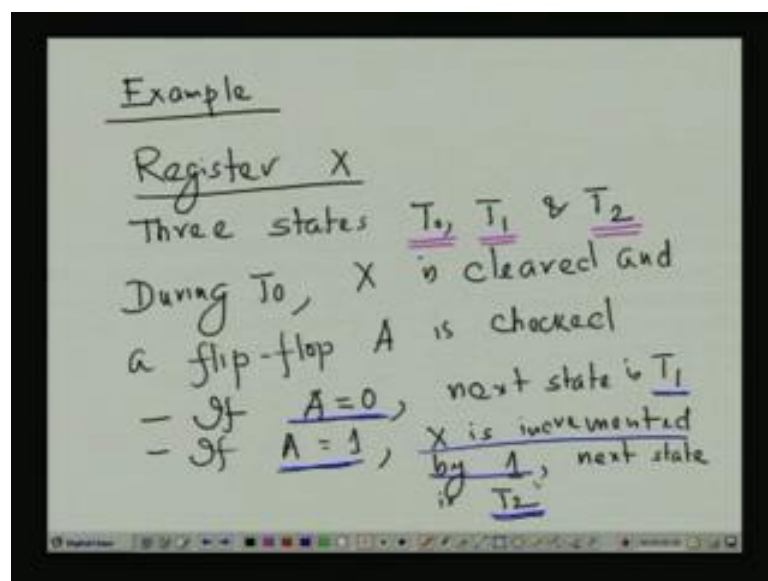 Example
Register X
Three states T0, T1 & T2
During T0, X is cleared and
a flip-flop A is checked
- If A = 0, next state is T1
- If A = 1, X is incremented
by 1, next state
is T2